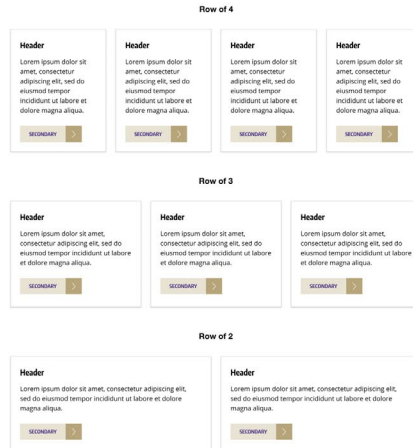 Row of 4
Header
Lorem ipsum dolor sit
amet, consectetur
adipiscing elit, sed do
eiusmod tempor
incididunt ut labore et
dolore magna aliqua.
SECONDARY
Header
Lorem ipsum dolor sit
amet, consectetur
adipiscing elit, sed do
eiusmod tempor
incididunt ut labore et
dolore magna aliqua.
SECONDARY
Header
Lorem ipsum dolor sit
amet, consectetur
adipiscing elit, sed do
eiusmod tempor
incididunt ut labore et
dolore magna aliqua.
SECONDARY
Header
Lorem ipsum dolor sit
amet, consectetur
adipiscing elit, sed do
eiusmod tempor
incididunt ut labore et
dolore magna aliqua.
SECONDARY
Row of 3
Header
Lorem ipsum dolor sit amet,
consectetur adipiscing elit, sed do
eiusmod tempor incididunt ut labore
et dolore magna aliqua.
SECONDARY
Header
Lorem ipsum dolor sit amet,
consectetur adipiscing elit, sed do
eiusmod tempor incididunt ut labore
et dolore magna aliqua.
SECONDARY
Header
Lorem ipsum dolor sit amet,
consectetur adipiscing elit, sed do
eiusmod tempor incididunt ut labore
et dolore magna aliqua.
SECONDARY
Row of 2
Header
Lorem ipsum dolor sit amet, consectetur adipiscing elit,
sed do eiusmod tempor incididunt ut labore et dolore
magna aliqua.
SECONDARY
Header
Lorem ipsum dolor sit amet, consectetur adipiscing elit,
sed do eiusmod tempor incididunt ut labore et dolore
magna aliqua.
SECONDARY